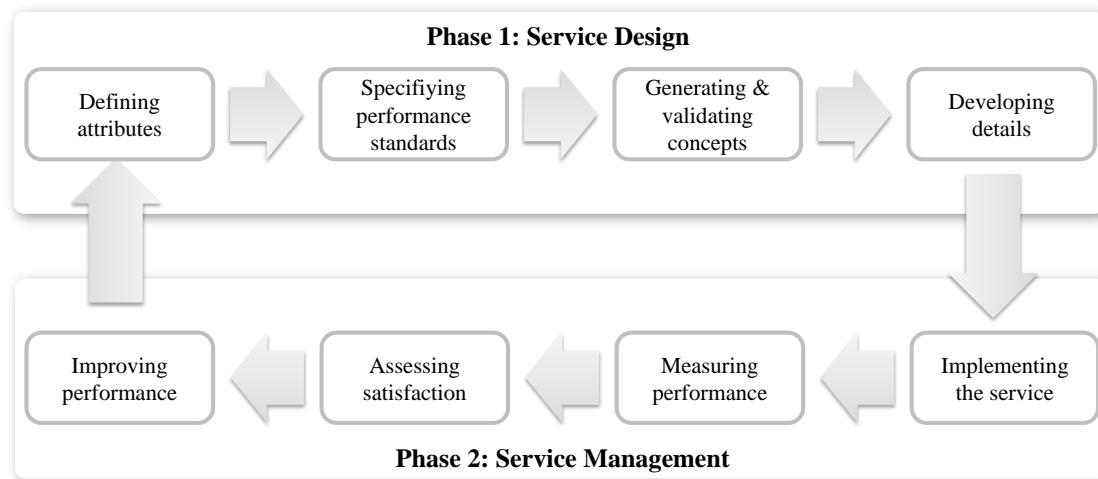 Phase 1: Service Design
Defining
attributes
Specifiying
performance
standards
Generating &
validating
concepts
Developing
details
Improving
performance
Assessing
satisfaction
Measuring
performance
Implementing
the service
Phase 2: Service Management